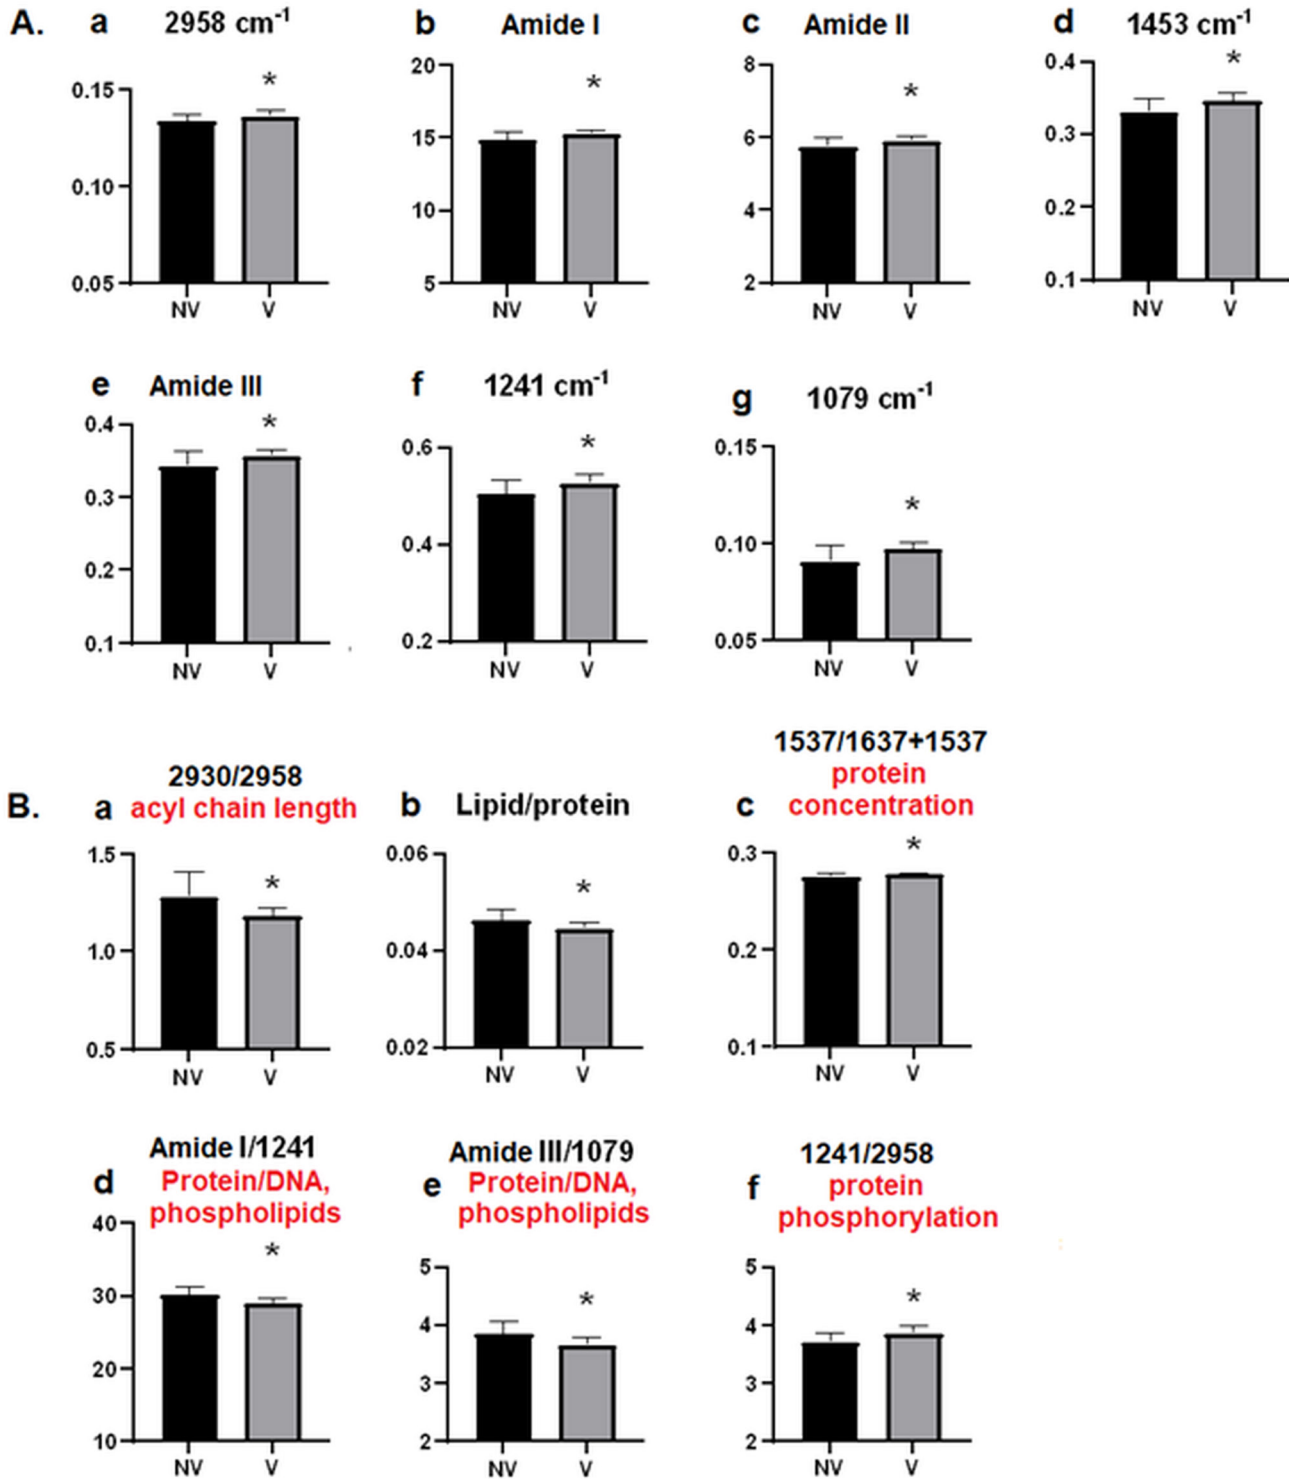 A. a 2958 cm-1
*
0.15
0.10
0.05
NV V
b Amide I
*
20
15
10
5
NV V
c Amide II
*
8
6
4
2
NV V
d 1453 cm-1
*
0.4
0.3
0.2
0.1
NV V
e Amide III
*
0.4
0.3
0.2
0.1
NV V
f 1241 cm-1
*
0.6
0.4
0.2
NV V
g 1079 cm-1
*
0.15
0.10
0.05
NV V
B. a 2930/2958
acyl chain length
*
1.5
1.0
0.5
NV V
b Lipid/protein
*
0.06
0.04
0.02
NV V
c 1537/1637+1537
protein
concentration
*
0.3
0.2
0.1
NV V
d Amide I/1241
Protein/DNA,
phospholipids
*
40
30
20
10
NV V
e Amide III/1079
Protein/DNA,
phospholipids
*
5
4
3
2
NV V
f 1241/2958
protein
phosphorylation
*
5
4
3
2
NV V